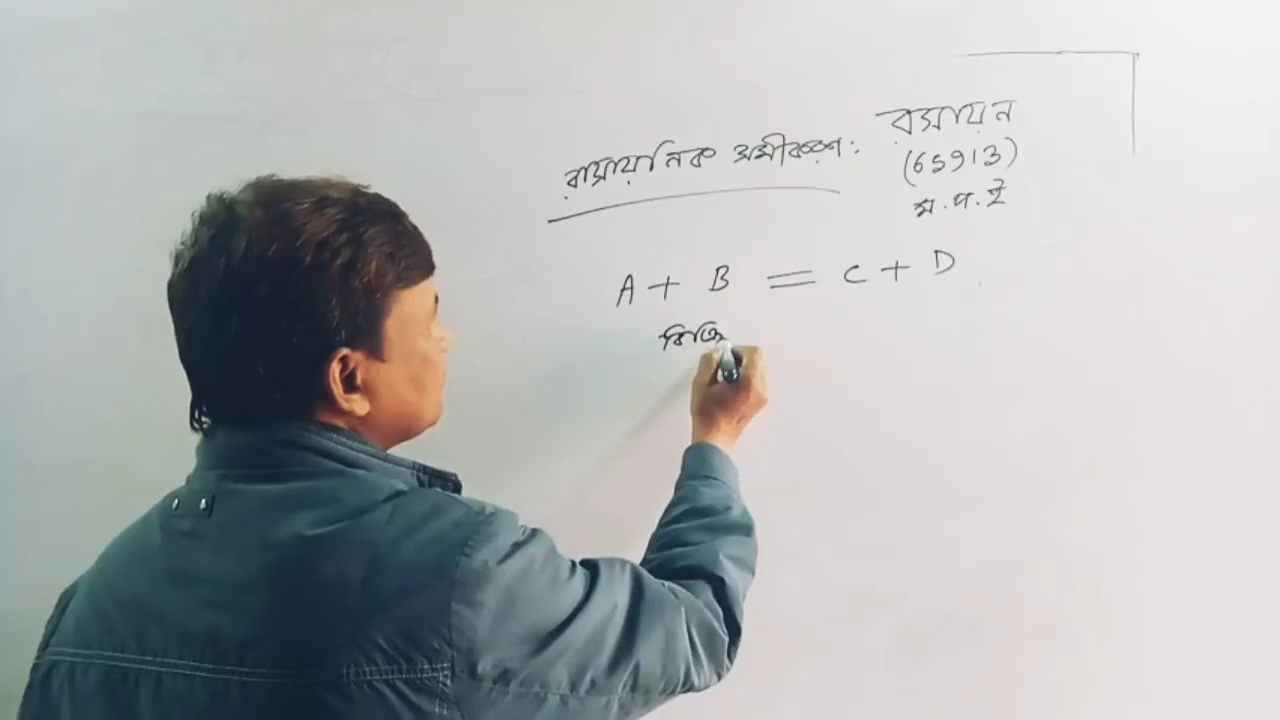 রসায়ন
রাসায়নিক সমীকরণ:
(65913)
ম.প.ই
A + B = C + D
বিক্রি